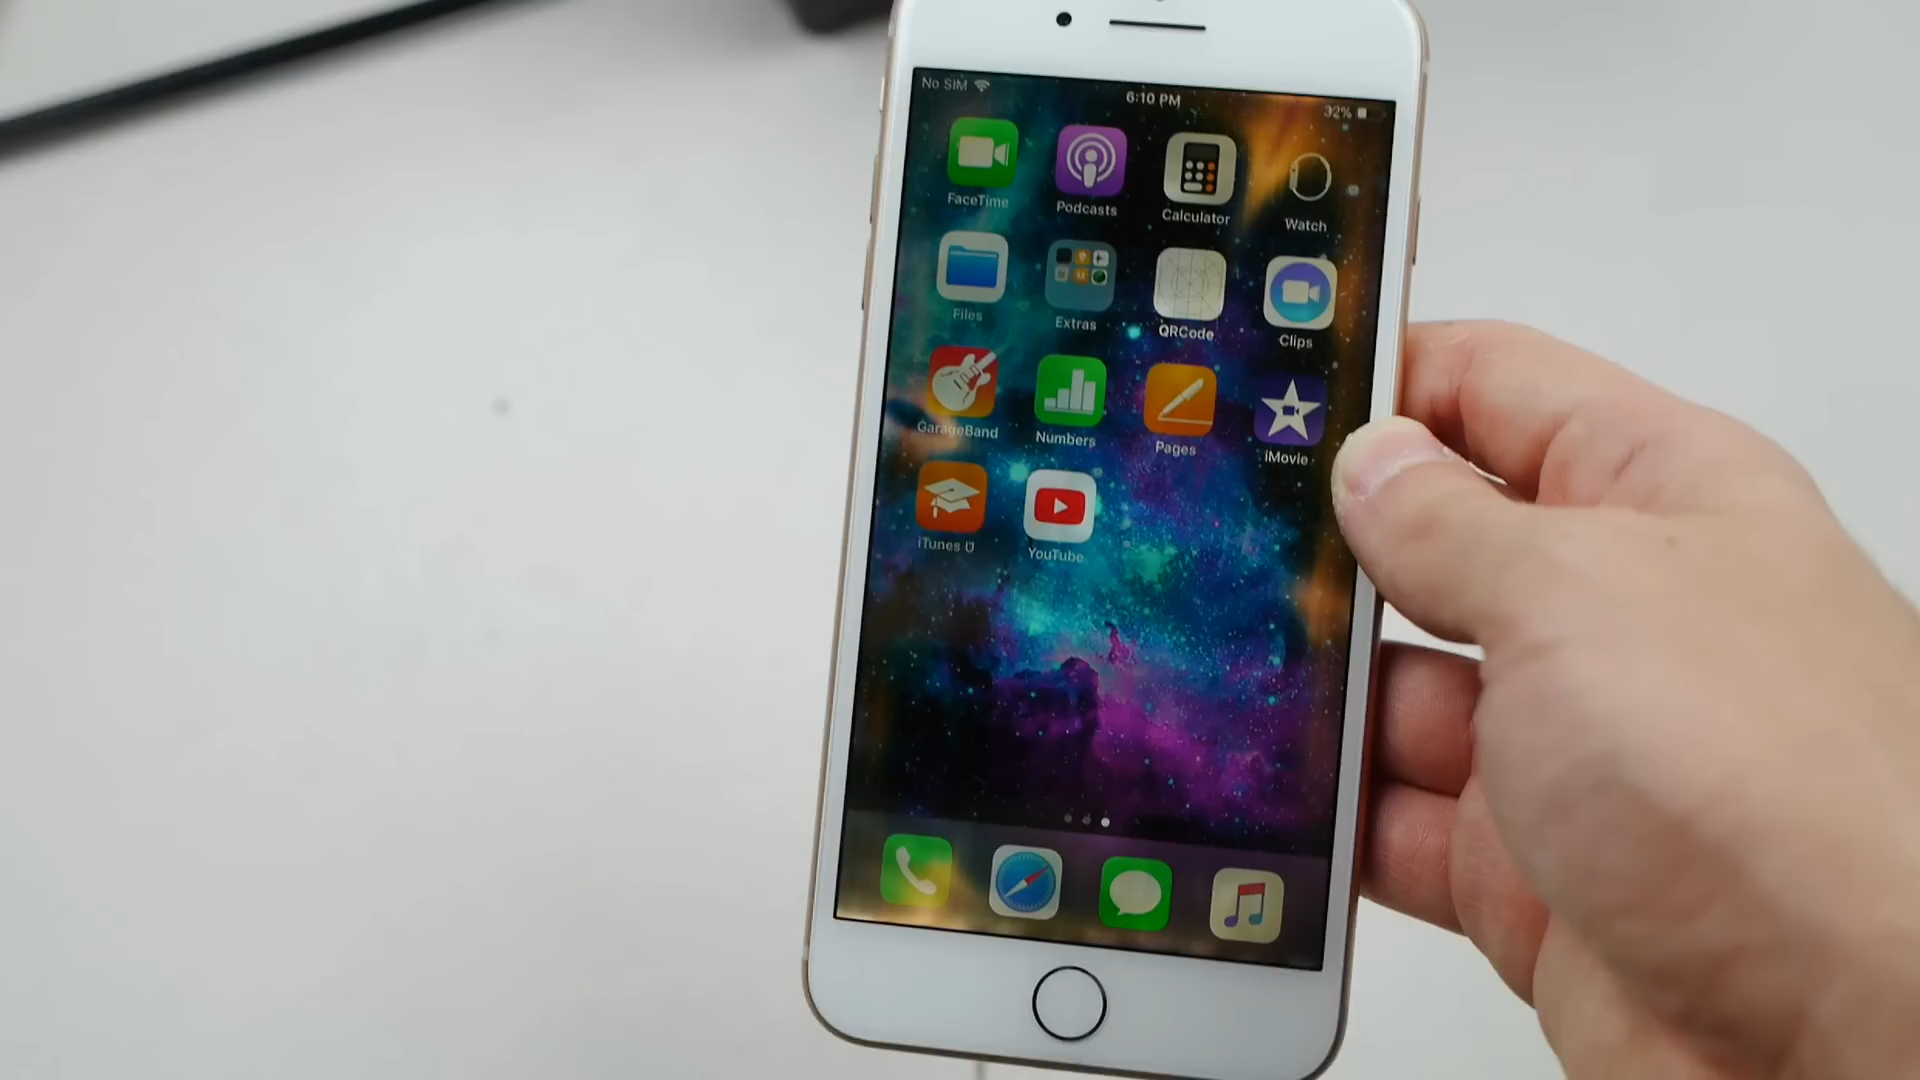 No SIM
6:10 PM
32%
FaceTime
Podcasts
Calculator
Watch
Files
Extras
QRCode
Clips
GarageBand
Numbers
Pages
iMovie
iTunes U
YouTube